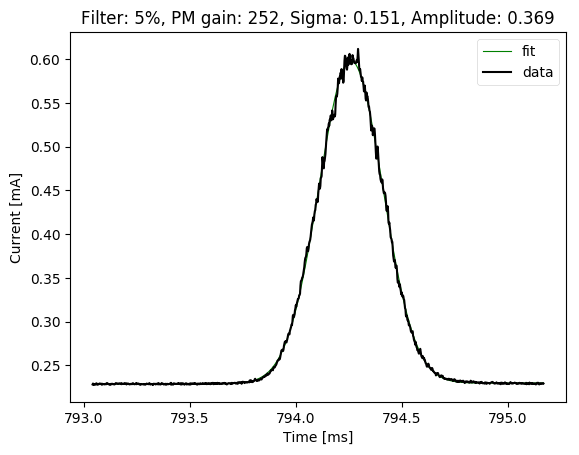 Filter: 5%, PM gain: 252, Sigma: 0.151, Amplitude: 0.369
fit
data
0.60
0.55
0.50
0.45
0.40
0.35
0.30
0.25
Current [mA]
793.0
793.5
794.0
794.5
795.0
Time [ms]